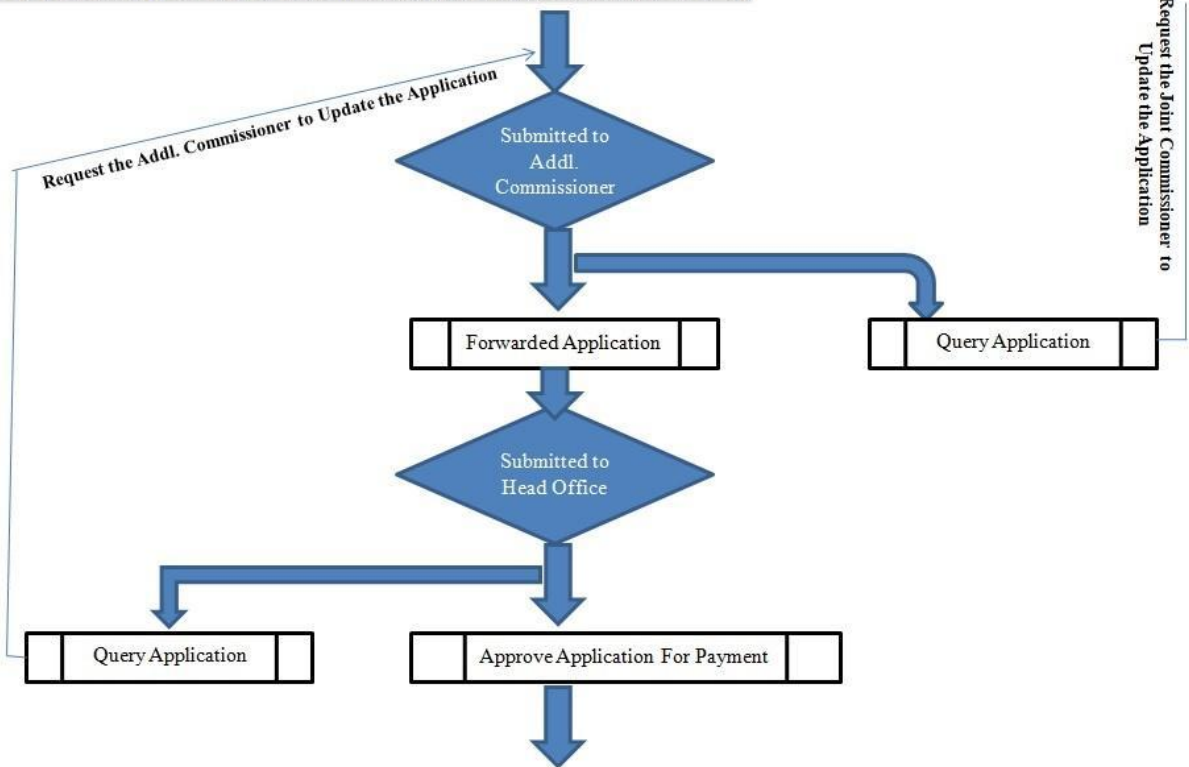 Request the Joint Commissioner to
Update the Application
Request the Addl. Commissioner to Update the Application
Submitted to
Addl.
Commissioner
Forwarded Application
Query Application
Submitted to
Head Office
Query Application
Approve Application For Payment